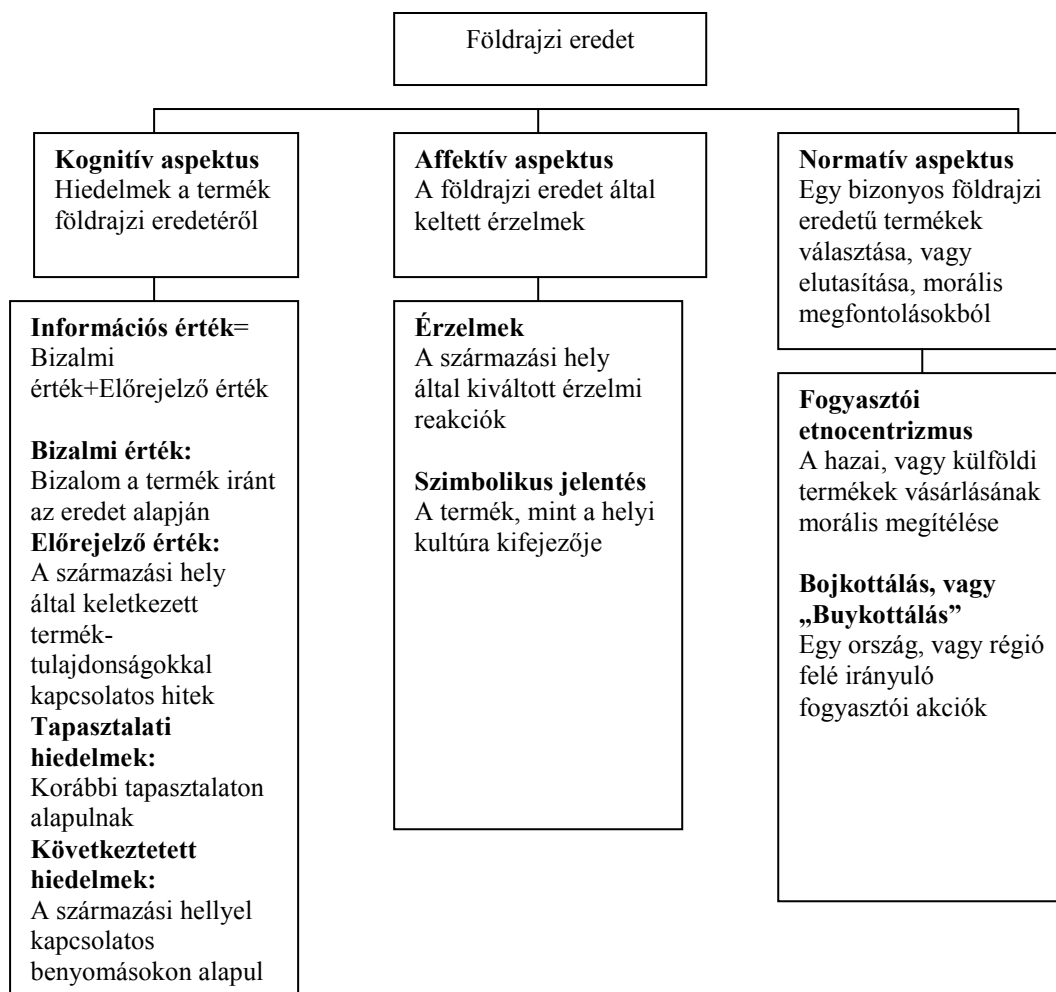 Földrajzi eredet
Kognitív aspektus
Hiedelmek a termék
földrajzi eredetéről
Affektív aspektus
A földrajzi eredet által
keltett érzelmek
Normatív aspektus
Egy bizonyos földrajzi
eredetű termékek
választása, vagy
elutasítása, morális
megfontolásokból
Információs érték=
Bizalmi
érték+Előrejelző érték
Bizalmi érték:
Bizalom a termék iránt
az eredet alapján
Előrejelző érték:
A származási hely
által keletkezett
termék-
tulajdonságokkal
kapcsolatos hitek
Tapasztalati
hiedelmek:
Korábbi tapasztalaton
alapulnak
Következtetett
hiedelmek:
A származási hellyel
kapcsolatos
benyomásokon alapul
Érzelmek
A származási hely
által kiváltott érzelmi
reakciók
Szimbolikus jelentés
A termék, mint a helyi
kultúra kifejezője
Fogyasztói
etnocentrizmus
A hazai, vagy külföldi
termékek vásárlásának
morális megítélése
Bojkottálás, vagy
„Buykottálás”
Egy ország, vagy régió
felé irányuló
fogyasztói akciók